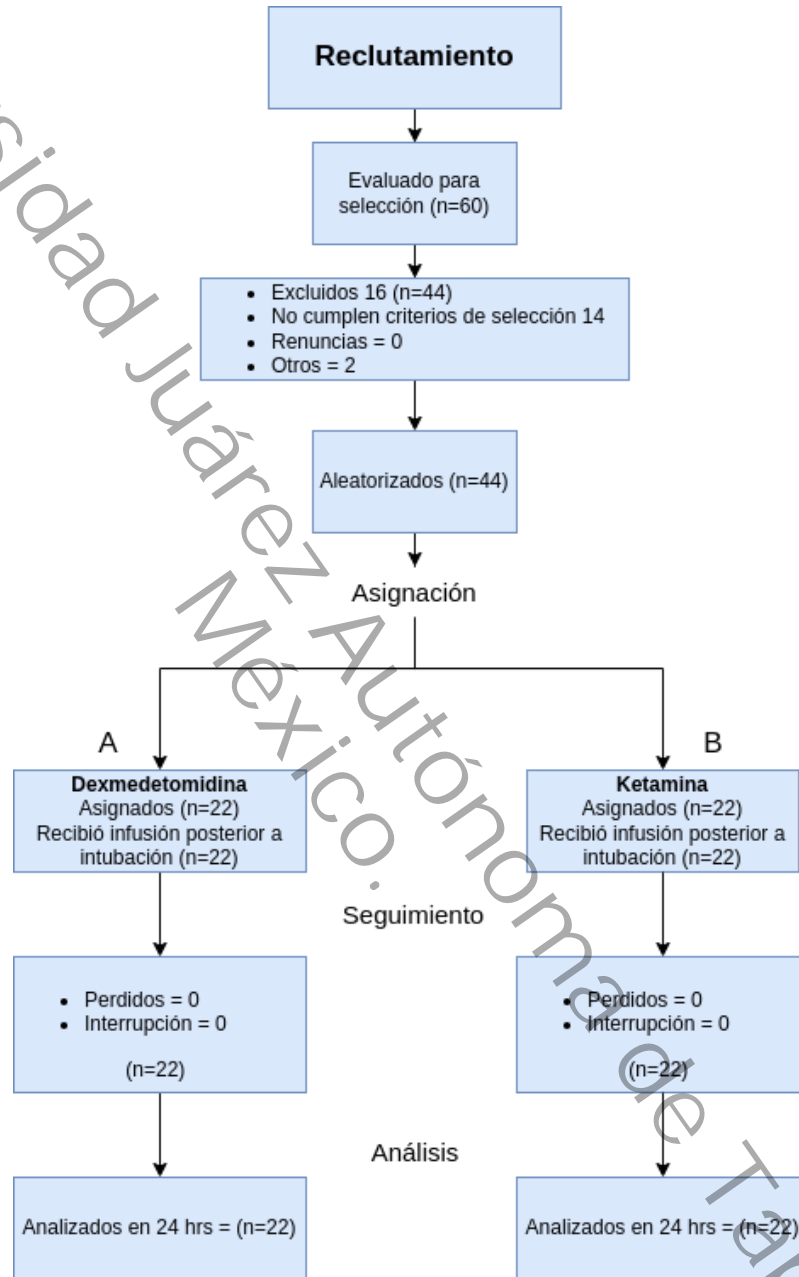 Reclutamiento
Evaluado para
selección (n=60)
• Excluidos 16 (n=44)
• No cumplen criterios de selección 14
• Renuncias = 0
• Otros = 2
Aleatorizados (n=44)
Asignación
A
B
Dexmedetomidina
Asignados (n=22)
Recibió infusión posterior a
intubación (n=22)
Ketamina
Asignados (n=22)
Recibió infusión posterior a
intubación (n=22)
Seguimiento
• Perdidos = 0
• Interrupción = 0
(n=22)
• Perdidos = 0
• Interrupción = 0
(n=22)
Análisis
Analizados en 24 hrs = (n=22)
Analizados en 24 hrs = (n=22)
Juárez Autónoma de
México.